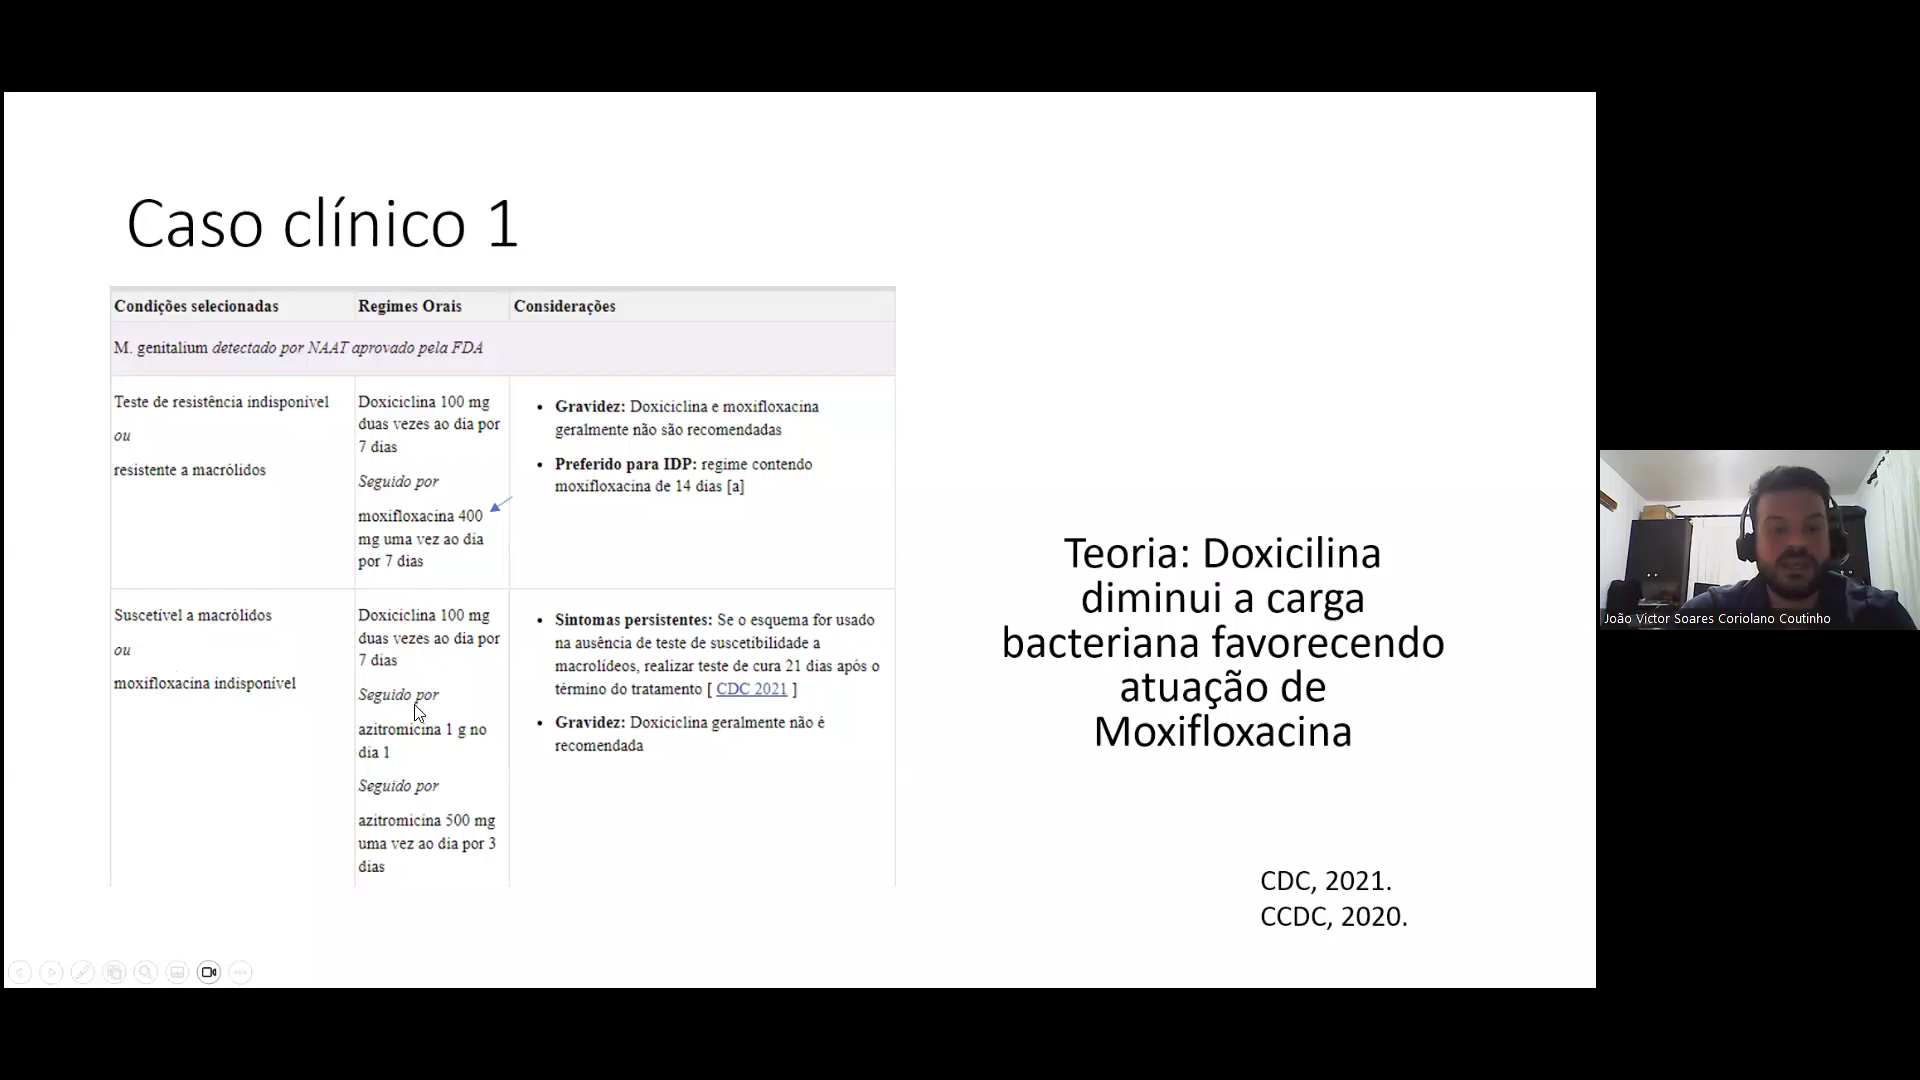 Caso clínico 1
Condições selecionadas
Regimes Orais
Considerações
M. genitalium detectado por NAAT aprovado pela FDA
Teste de resistência indisponível
ou
resistente a macrólidos
Doxiciclina 100 mg
duas vezes ao dia por
7 dias
Seguido por
moxifloxacina 400
mg uma vez ao dia
por 7 dias
• Gravidez: Doxiciclina e moxifloxacina
geralmente não são recomendadas
• Preferido para IDP: regime contendo
moxifloxacina de 14 dias [a]
Suscetível a macrólidos
ou
moxifloxacina indisponível
Doxiciclina 100 mg
duas vezes ao dia por
7 dias
Seguido por
azitromicina 1 g no
dia 1
Seguido por
azitromicina 500 mg
uma vez ao dia por 3
dias
• Sintomas persistentes: Se o esquema for usado
na ausência de teste de suscetibilidade a
macrolídeos, realizar teste de cura 21 dias após o
término do tratamento [ CDC 2021 ]
• Gravidez: Doxiciclina geralmente não é
recomendada
Teoria: Doxicilina
diminui a carga
bacteriana favorecendo
atuação de
Moxifloxacina
CDC, 2021.
CCDC, 2020.
João Victor Soares Coriolano Coutinho